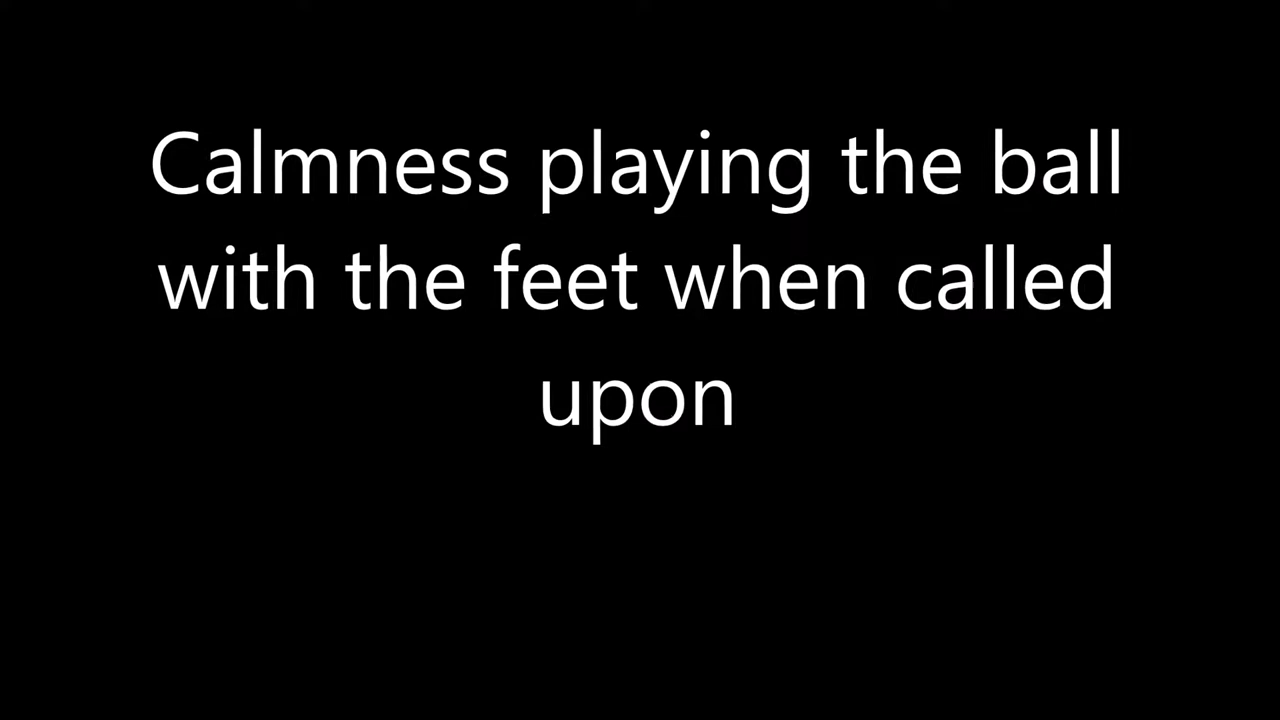 Calmness playing the ball
with the feet when called
upon